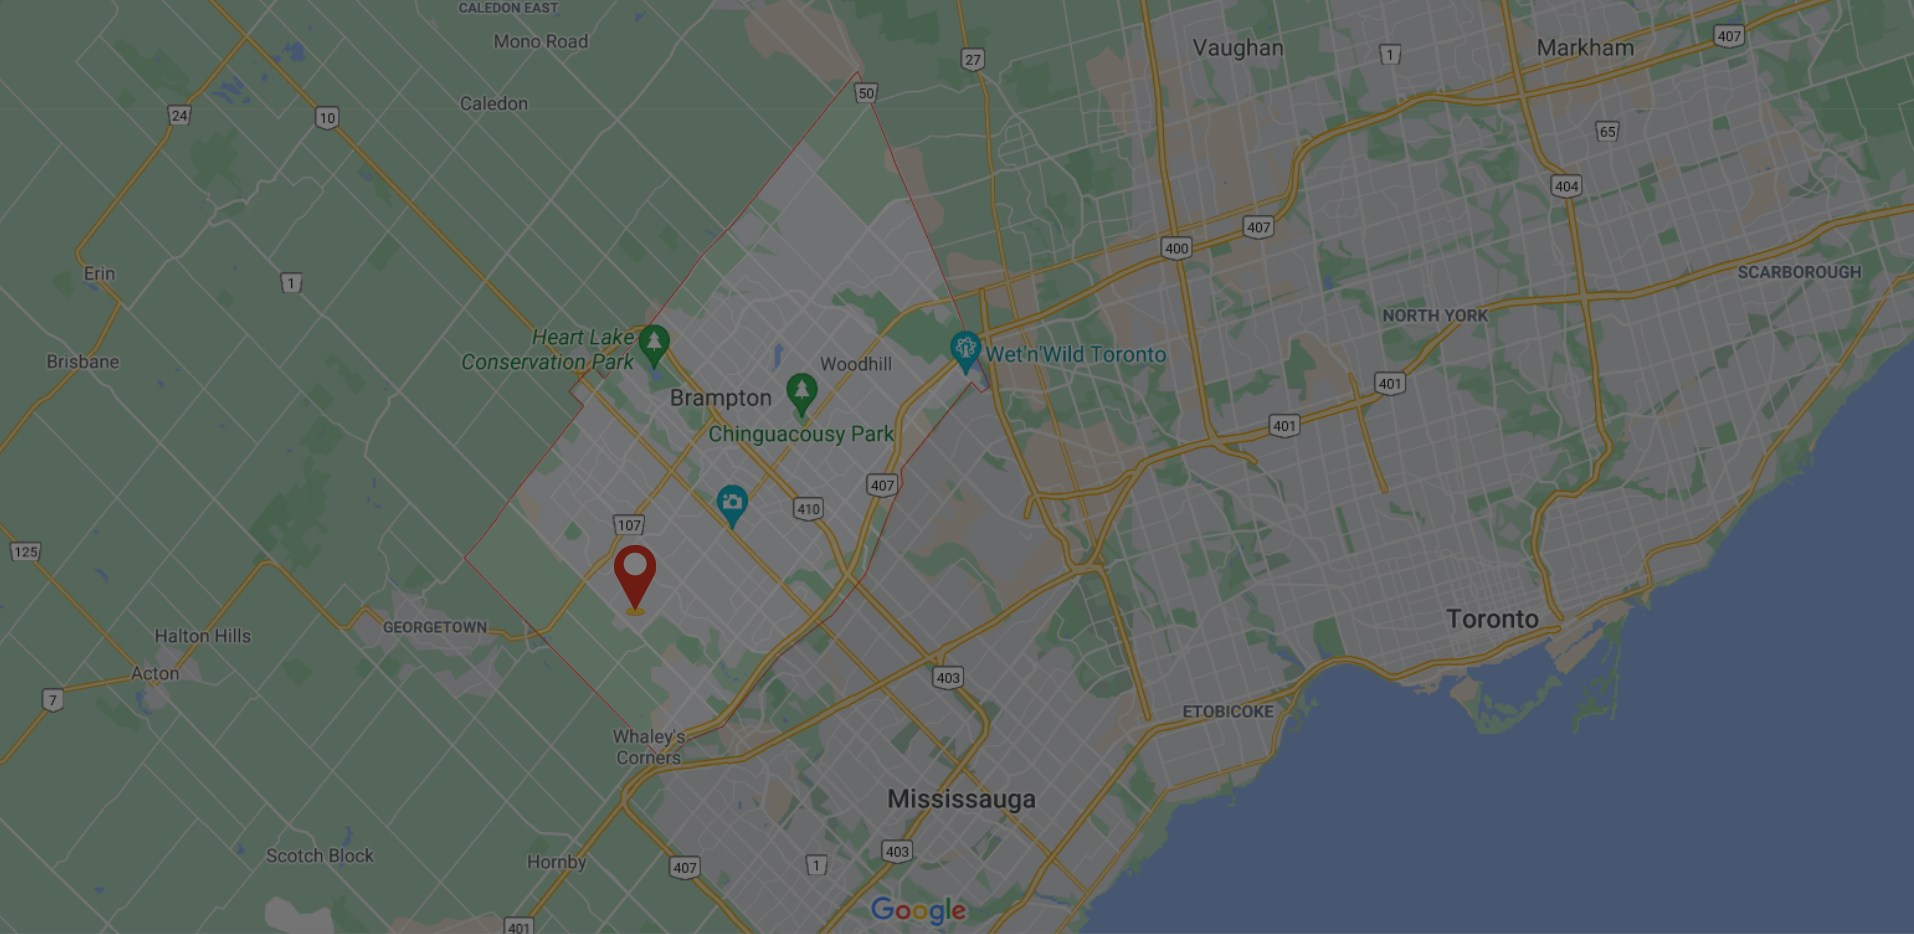 CALEDON EAST
Mono Road
Vaughan
1
Markham
407
27
50
Caledon
24
10
65
404
407
400
Erin
1
SCARBOROUGH
NORTH YORK
Heart Lake
Conservation Park
Brisbane
Woodhill
Wet'n'Wild Toronto
401
Brampton
401
Chinguacousy Park
407
410
107
125
GEORGETOWN
Halton Hills
Toronto
Acton
403
7
ETOBICOKE
Whaley's
Corners
Mississauga
Scotch Block
Hornby
407
1
403
Google
401